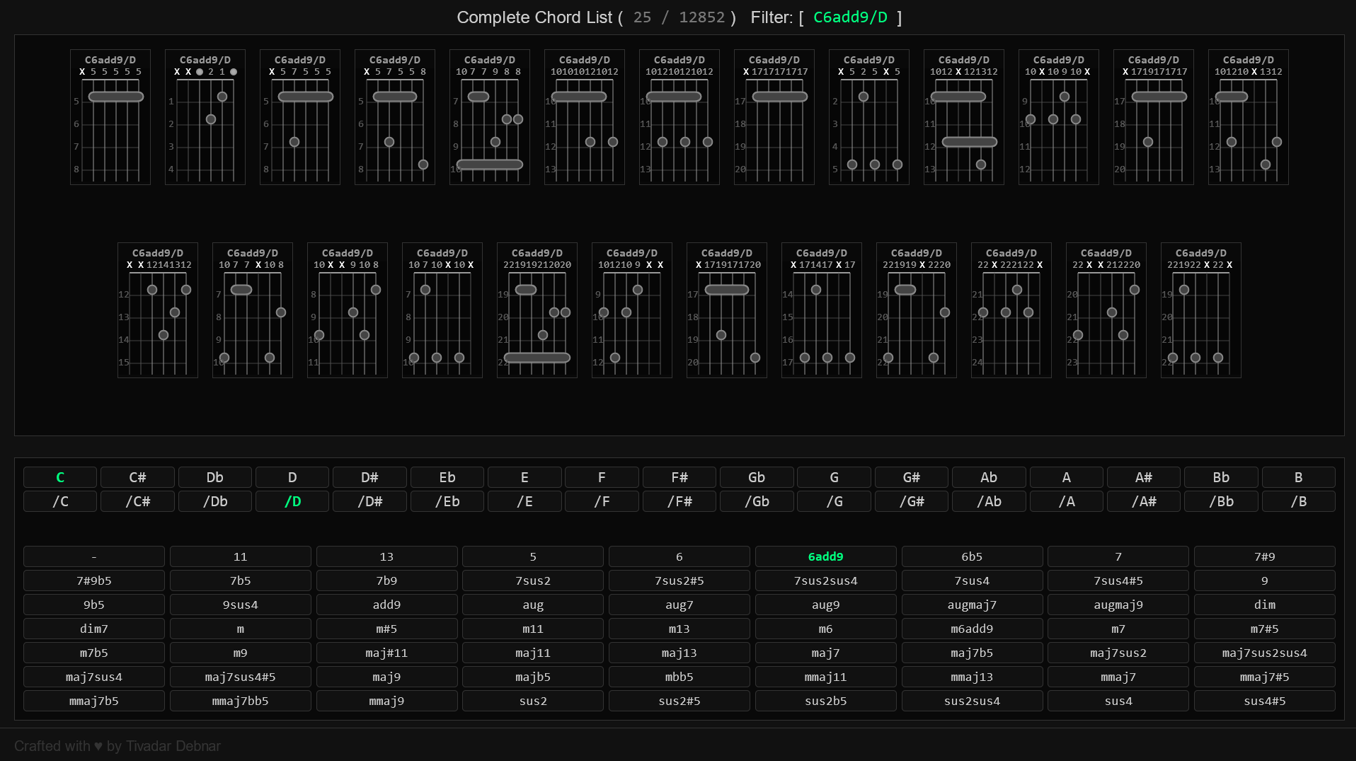 Complete Chord List ( 25 / 12852 ) Filter: [ C6add9/D ]
C6add9/D C6add9/D C6add9/D C6add9/D C6add9/D C6add9/D C6add9/D C6add9/D C6add9/D C6add9/D C6add9/D C6add9/D C6add9/D
X 5 5 5 5 5 X X 2 1 X 5 7 5 5 5 X 5 7 5 5 8 10 7 7 9 8 8 101010121012 101210121012 X 1717171717 X 5 2 5 X 5 1012 X 121312 10 X 10 9 10 X X 1719171717 101210 X 1312
5 1 5 5 7 10 10 17 2 10 9 17 10
6 2 6 6 8 11 11 18 3 11 10 18 11
7 3 7 7 9 12 12 19 4 12 11 19 12
8 4 8 8 10 13 13 20 5 13 12 20 13
C6add9/D C6add9/D C6add9/D C6add9/D C6add9/D C6add9/D C6add9/D C6add9/D C6add9/D C6add9/D C6add9/D C6add9/D
X X 12141312 10 7 7 X 10 8 10 X X 9 10 8 10 7 10 X 10 X 221919212020 101210 9 X X X 1719171720 X 171417 X 17 221919 X 2220 22 X 222122 X 22 X X 212220 221922 X 22 X
12 7 8 7 19 9 17 14 19 21 20 19
13 8 9 8 20 10 18 15 20 22 21 20
14 9 10 9 21 11 19 16 21 23 22 21
15 10 11 10 22 12 20 17 22 24 23 22
C C# Db D D# Eb E F F# Gb G G# Ab A A# Bb B
/C /C# /Db /D /D# /Eb /E /F /F# /Gb /G /G# /Ab /A /A# /Bb /B
- 11 13 5 6 6add9 6b5 7 7#9
7#9b5 7b5 7b9 7sus2 7sus2#5 7sus2sus4 7sus4 7sus4#5 9
9b5 9sus4 add9 aug aug7 aug9 augmaj7 augmaj9 dim
dim7 m m#5 m11 m13 m6 m6add9 m7 m7#5
m7b5 m9 maj#11 maj11 maj13 maj7 maj7b5 maj7sus2 maj7sus2sus4
maj7sus4 maj7sus4#5 maj9 majb5 mbb5 mmaj11 mmaj13 mmaj7 mmaj7#5
mmaj7b5 mmaj7bb5 mmaj9 sus2 sus2#5 sus2b5 sus2sus4 sus4 sus4#5
Crafted with ♥ by Tivadar Debnar